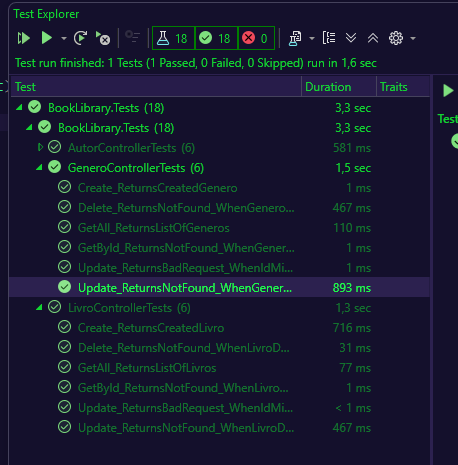 Test Explorer
18 18 0
Test run finished: 1 Tests (1 Passed, 0 Failed, 0 Skipped) run in 1,6 sec
Test Duration Traits
BookLibrary.Tests (18) 3,3 sec
BookLibrary.Tests (18) 3,3 sec
AutorControllerTests (6) 581 ms
GeneroControllerTests (6) 1,5 sec
Create_ReturnsCreatedGenero 1 ms
Delete_ReturnsNotFound_WhenGenero... 467 ms
GetAll_ReturnsListOfGeneros 110 ms
GetById_ReturnsNotFound_WhenGener... 1 ms
Update_ReturnsBadRequest_WhenIdMi... 1 ms
Update_ReturnsNotFound_WhenGener... 893 ms
LivroControllerTests (6) 1,3 sec
Create_ReturnsCreatedLivro 716 ms
Delete_ReturnsNotFound_WhenLivroD... 31 ms
GetAll_ReturnsListOfLivros 77 ms
GetById_ReturnsNotFound_WhenLivro... 1 ms
Update_ReturnsBadRequest_WhenIdMi... < 1 ms
Update_ReturnsNotFound_WhenLivroD... 467 ms